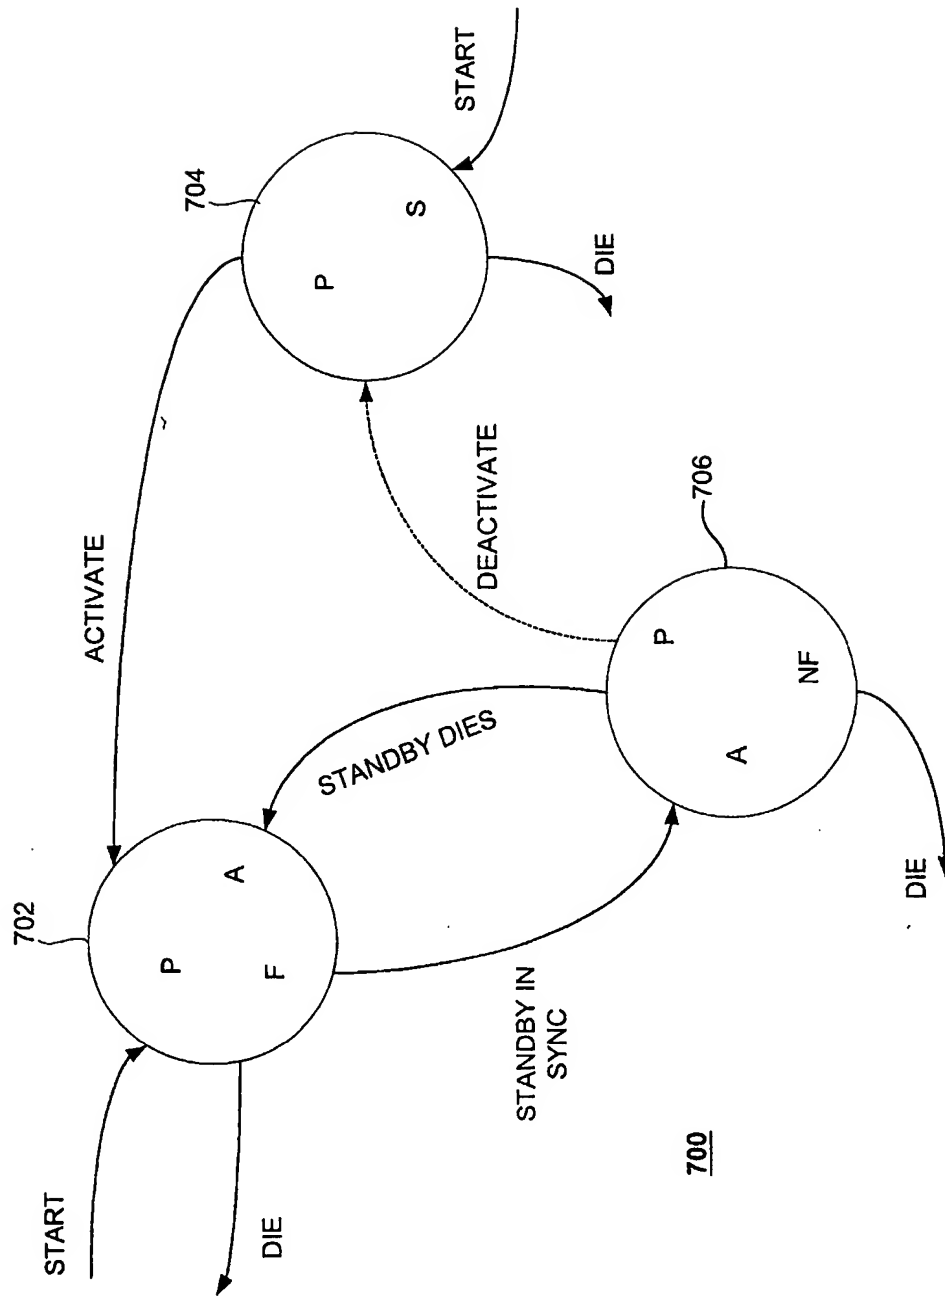 START
702
P
F
A
DIE
ACTIVATE
704
P
S
START
DIE
STANDBY DIES
DEACTIVATE
STANDBY IN
SYNC
706
P
A
NF
DIE
700